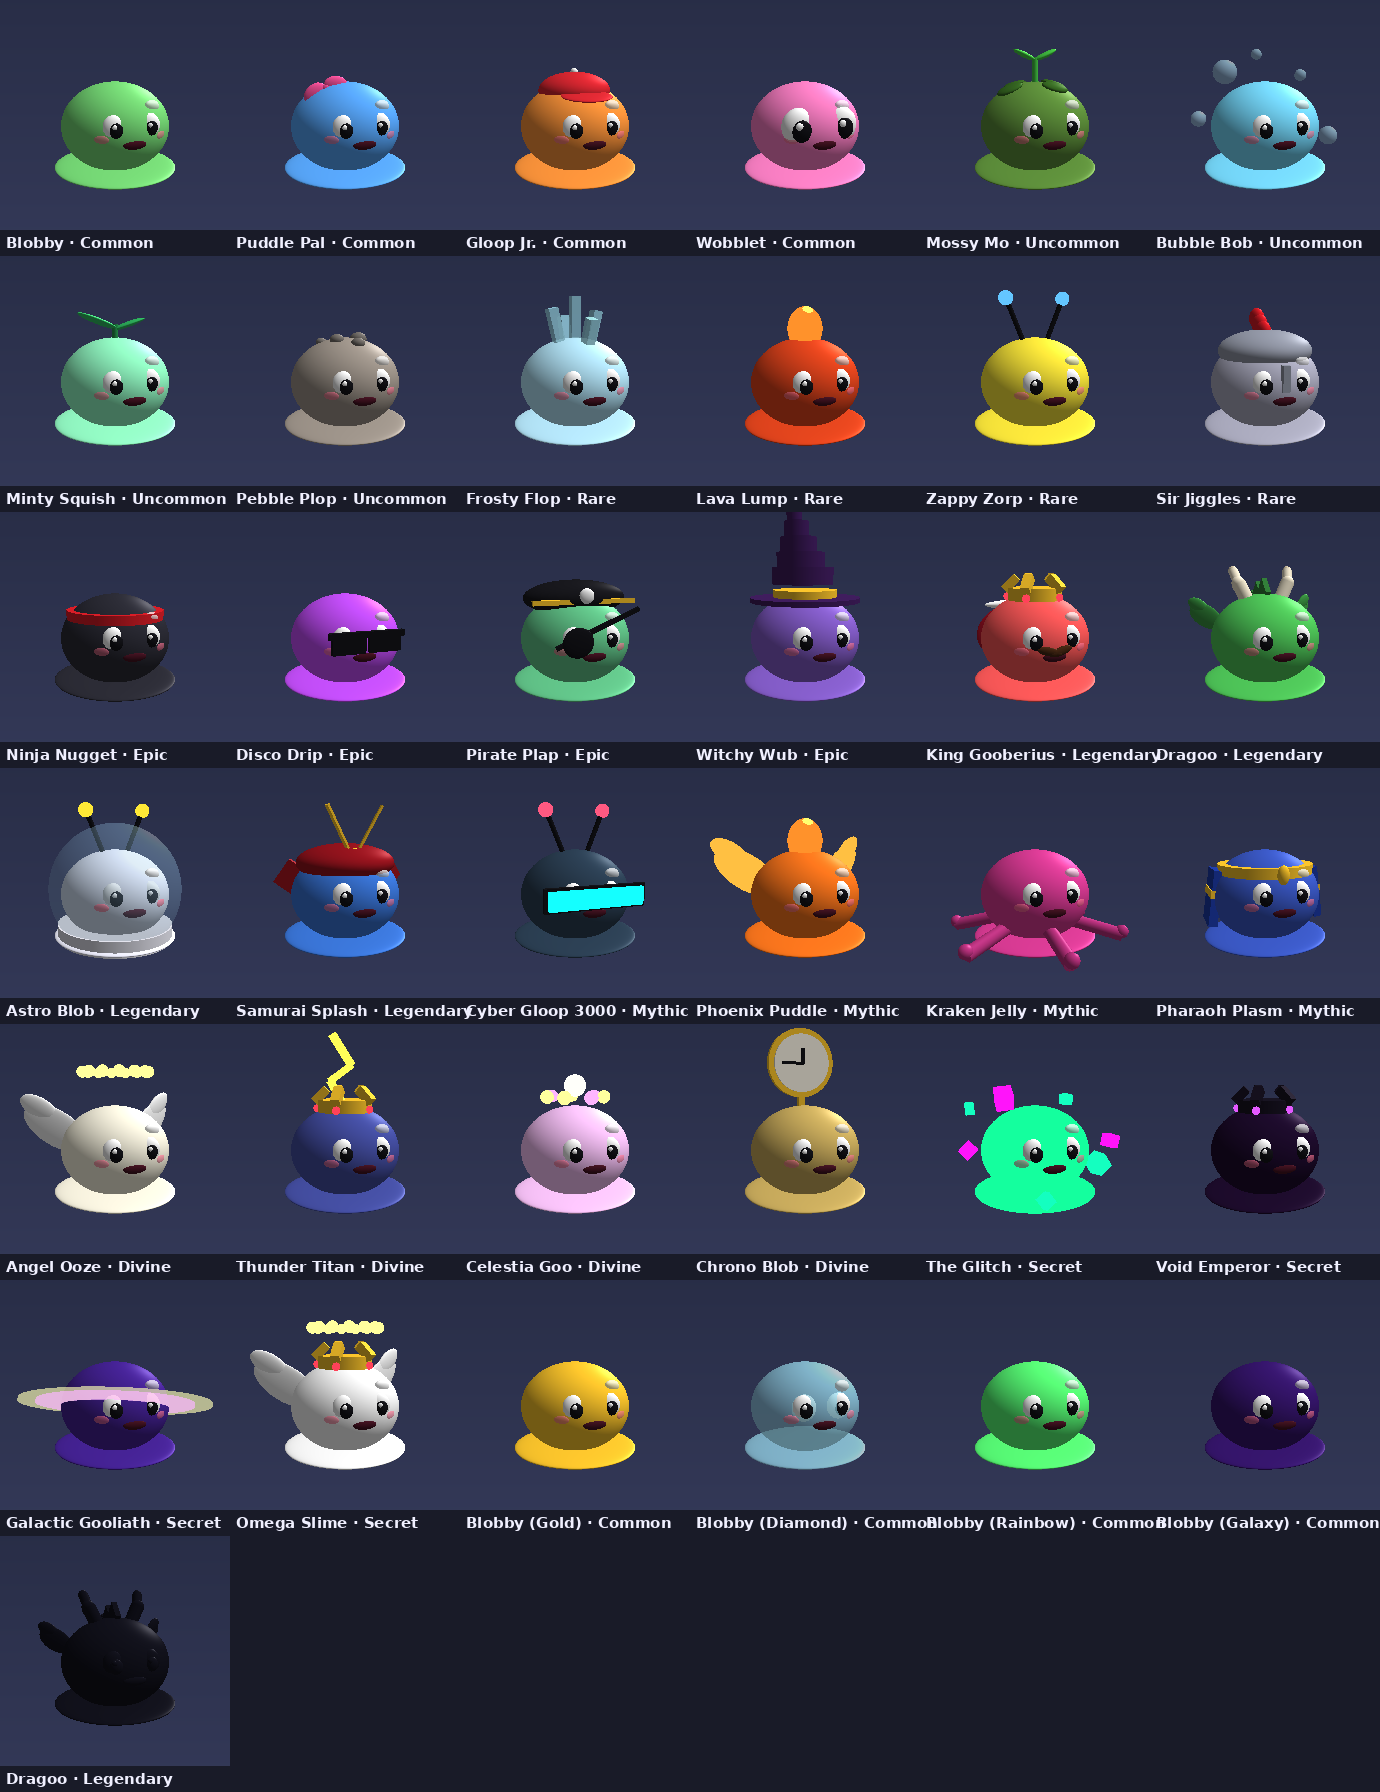 Blobby · Common
Puddle Pal · Common
Gloop Jr. · Common
Wobblet · Common
Mossy Mo · Uncommon
Bubble Bob · Uncommon
Minty Squish · Uncommon
Pebble Plop · Uncommon
Frosty Flop · Rare
Lava Lump · Rare
Zappy Zorp · Rare
Sir Jiggles · Rare
Ninja Nugget · Epic
Disco Drip · Epic
Pirate Plap · Epic
Witchy Wub · Epic
King Gooberius · Legendary
Dragoo · Legendary
Astro Blob · Legendary
Samurai Splash · Legendary
Cyber Gloop 3000 · Mythic
Phoenix Puddle · Mythic
Kraken Jelly · Mythic
Pharaoh Plasm · Mythic
Angel Ooze · Divine
Thunder Titan · Divine
Celestia Goo · Divine
Chrono Blob · Divine
The Glitch · Secret
Void Emperor · Secret
Galactic Gooliath · Secret
Omega Slime · Secret
Blobby (Gold) · Common
Blobby (Diamond) · Common
Blobby (Rainbow) · Common
Blobby (Galaxy) · Common
Dragoo · Legendary